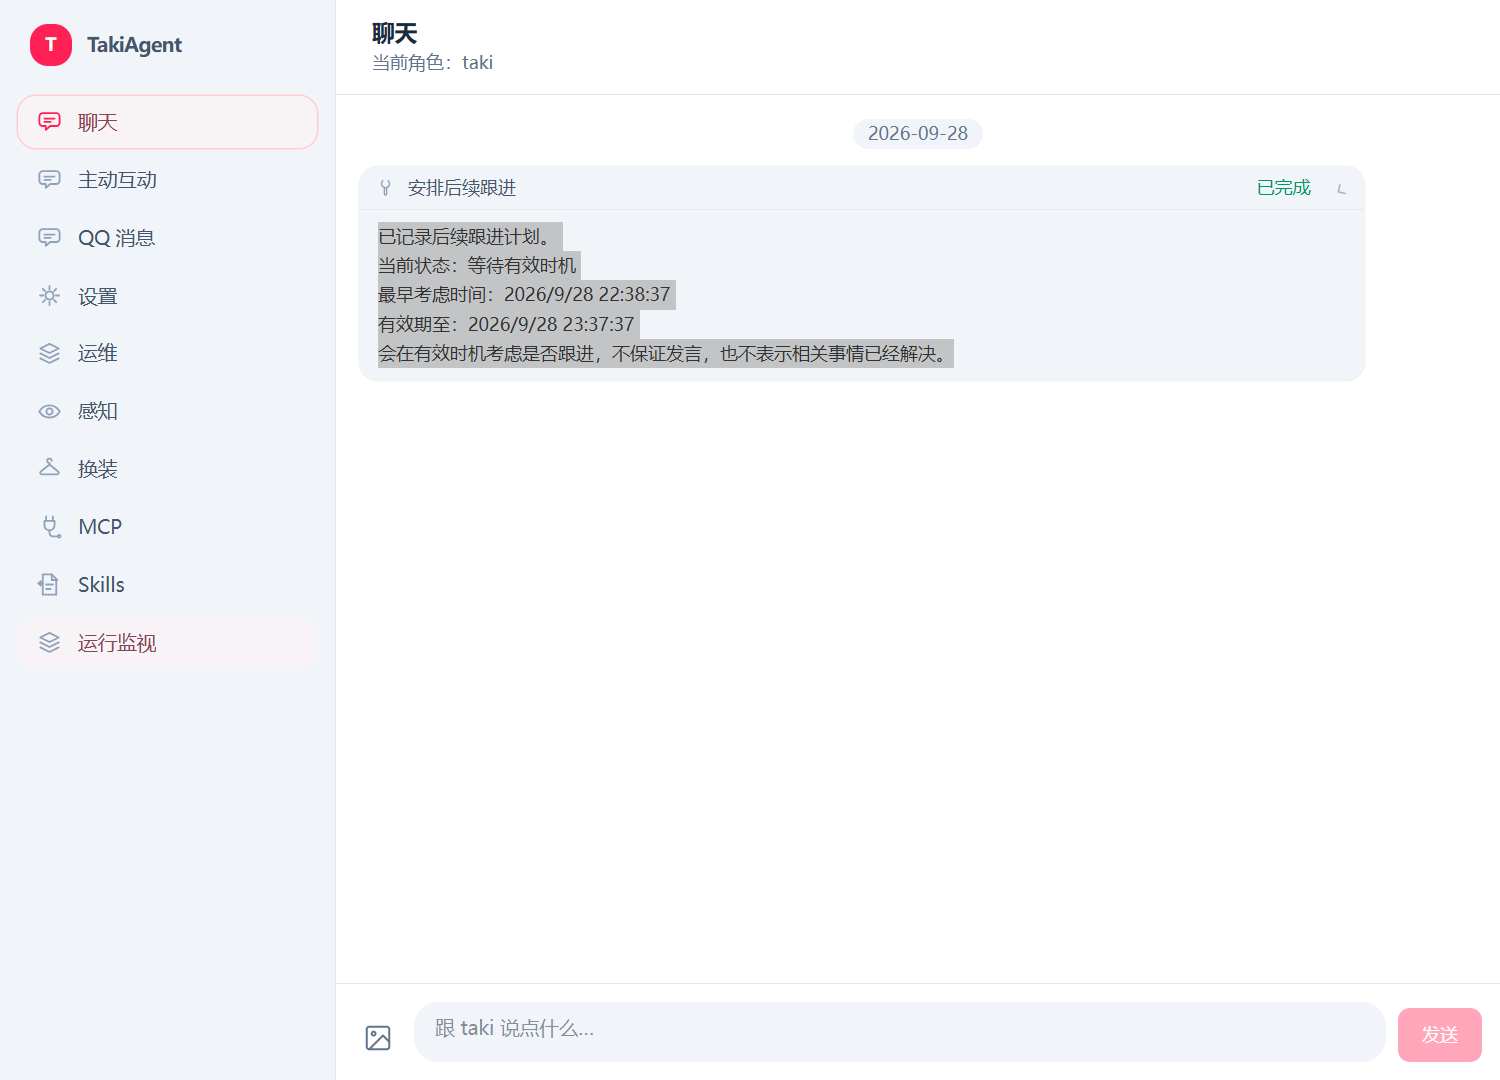 T
TakiAgent
聊天
主动互动
QQ 消息
设置
运维
感知
换装
MCP
Skills
运行监视
聊天
当前角色：taki
2026-09-28
安排后续跟进
已完成
已记录后续跟进计划。
当前状态：等待有效时机
最早考虑时间：2026/9/28 22:38:37
有效期至：2026/9/28 23:37:37
会在有效时机考虑是否跟进，不保证发言，也不表示相关事情已经解决。
跟 taki 说点什么...
发送